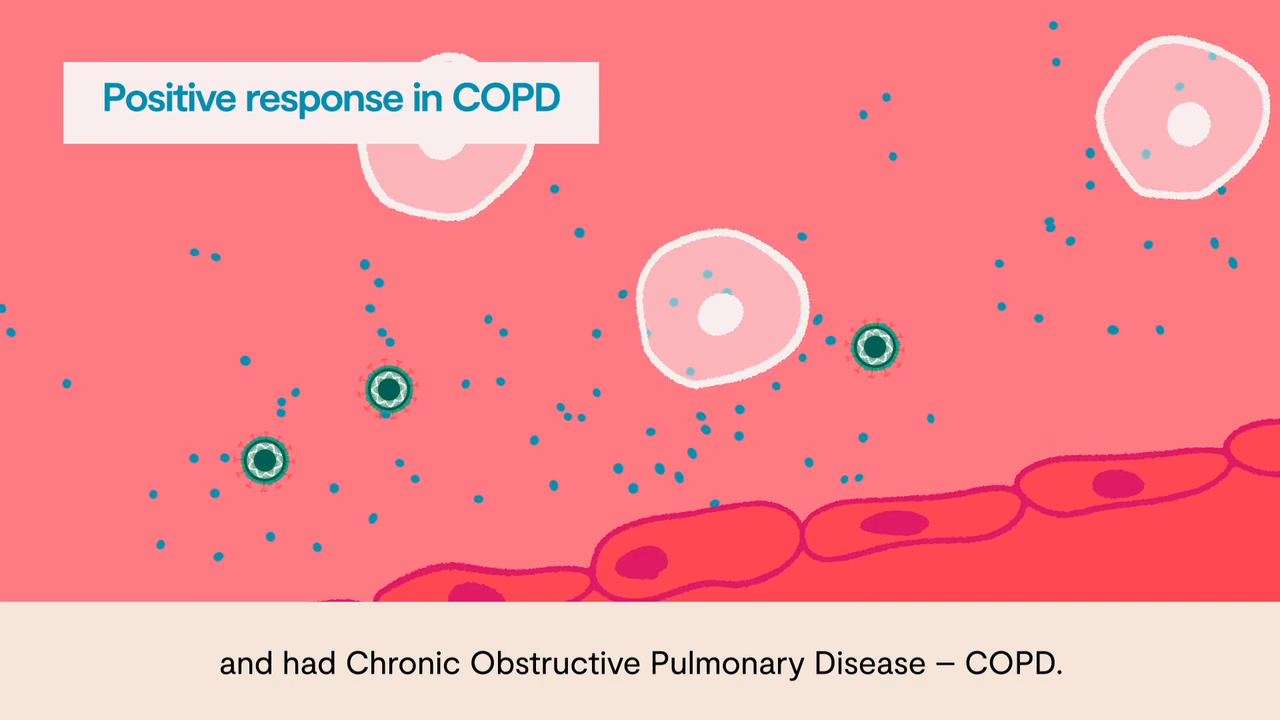 Positive response in COPD
and had Chronic Obstructive Pulmonary Disease – COPD.